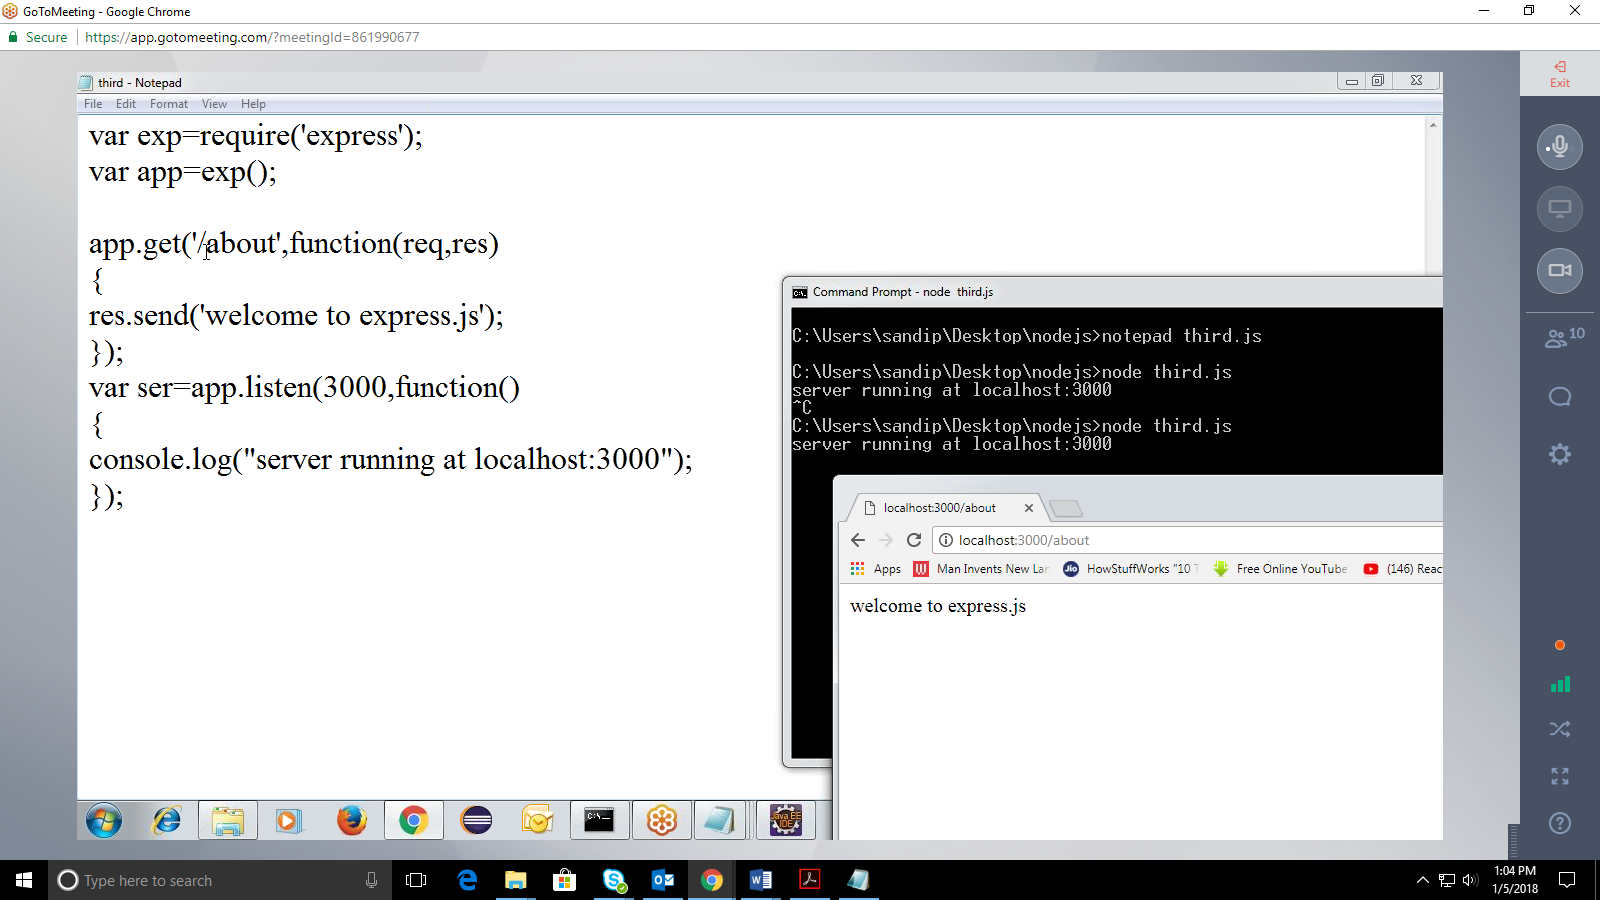 GoToMeeting - Google Chrome
Secure
https://app.gotomeeting.com/?meetingId=861990677
Exit
third - Notepad
File Edit Format View Help
var exp=require('express');
var app=exp();
app.get('/about',function(req,res)
{
res.send('welcome to express.js');
});
var ser=app.listen(3000,function()
{
console.log("server running at localhost:3000");
});
Command Prompt - node third.js
C:\Users\sandip\Desktop\nodejs>notepad third.js
C:\Users\sandip\Desktop\nodejs>node third.js
server running at localhost:3000
^C
C:\Users\sandip\Desktop\nodejs>node third.js
server running at localhost:3000
localhost:3000/about
localhost:3000/about
Apps Man Invents New Lar HowStuffWorks "10 T Free Online YouTube (146) Reac
welcome to express.js
10
C:\_
Java EE
IDE
Type here to search
1:04 PM
1/5/2018